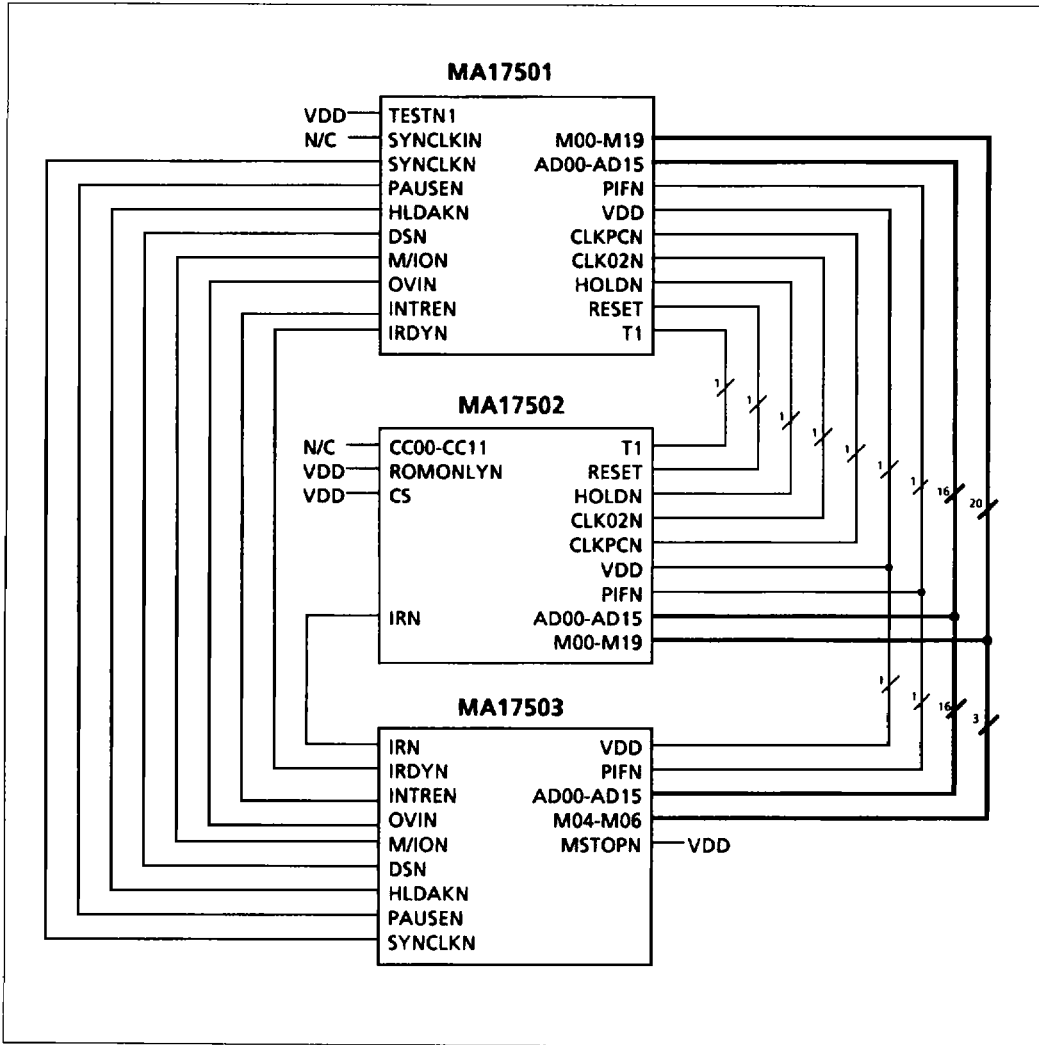 MA17501
VDD TESTN1
N/C SYNCLKIN M00-M19
SYNCLKN AD00-AD15
PAUSEN PIFN
HLDAKN VDD
DSN CLKPCN
M/ION CLK02N
OVIN HOLDN
INTREN RESET
IRDYN T1
1
1
1
1
1
1
1
16
20
MA17502
N/C CC00-CC11 T1
VDD ROMONLYN RESET
VDD CS HOLDN
CLK02N
CLKPCN
VDD
PIFN
IRN AD00-AD15
M00-M19
1
1
16
3
MA17503
IRN VDD
IRDYN PIFN
INTREN AD00-AD15
OVIN M04-M06
M/ION MSTOPN VDD
DSN
HLDAKN
PAUSEN
SYNCLKN